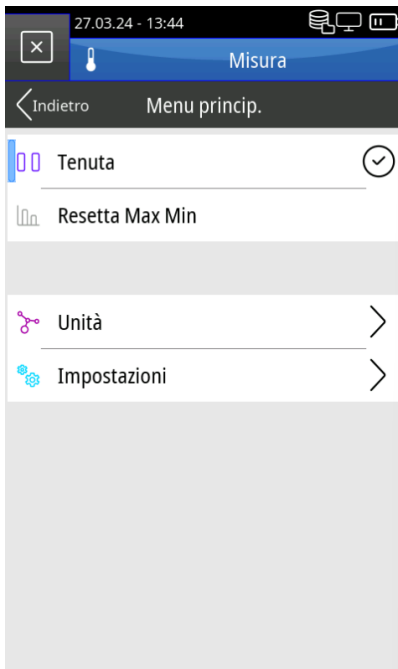 27.03.24 - 13:44
Misura
Indietro
Menu princip.
Tenuta
Resetta Max Min
Unità
Impostazioni